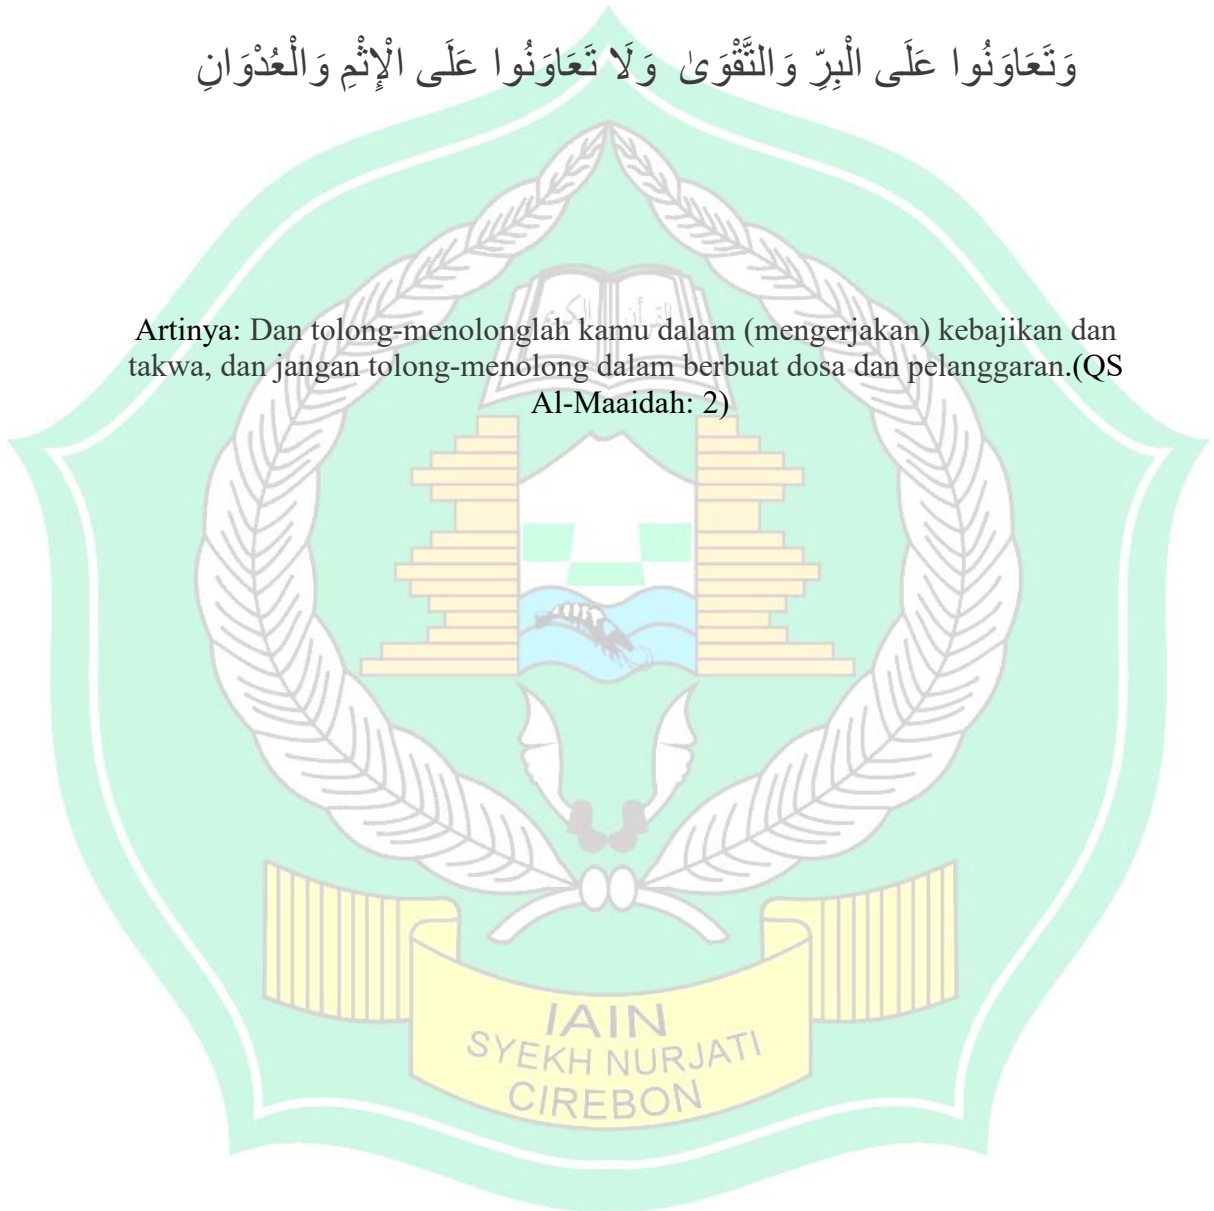 وَتَعَاوَنُوا عَلَى الْبِرِّ وَالتَّقْوَىٰ وَلَا تَعَاوَنُوا عَلَى الْإِثْمِ وَالْعُدْوَانِ
Artinya: Dan tolong-menolonglah kamu dalam (mengerjakan) kebajikan dan
takwa, dan jangan tolong-menolong dalam berbuat dosa dan pelanggaran.(QS
Al-Maaidah: 2)
IAIN
SYEKH NURJATI
CIREBON